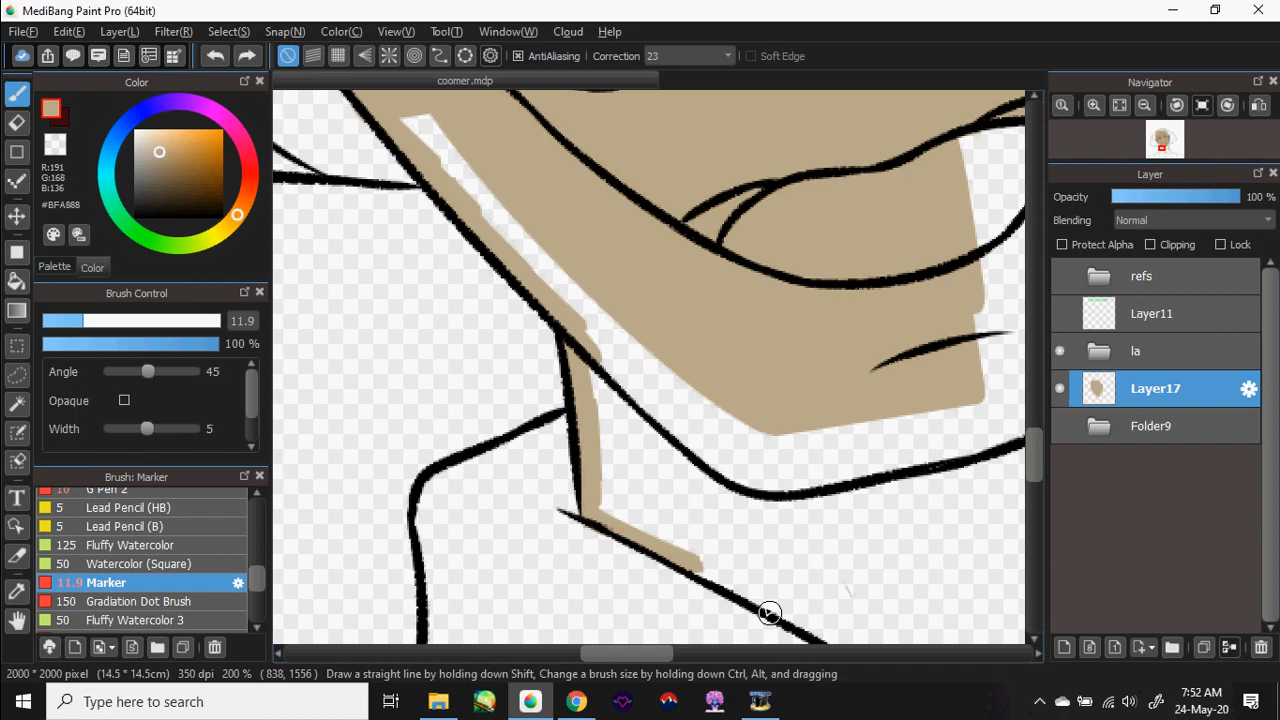 MediBang Paint Pro (64bit)
File(F) Edit(E) Layer(L) Filter(R) Select(S) Snap(N) Color(C) View(V) Tool(T) Window(W) Cloud Help
AntiAliasing Correction 23 Soft Edge
Color
coomer.mdp
Navigator
R:191
G:168
B:136
#BFA888
Palette Color
Brush Control
11.9
100 %
Angle 45
Opaque
Width 5
Brush: Marker
10 G Pen 2
5 Lead Pencil (HB)
5 Lead Pencil (B)
125 Fluffy Watercolor
50 Watercolor (Square)
11.9 Marker
150 Gradiation Dot Brush
50 Fluffy Watercolor 3
Layer
Opacity 100 %
Blending Normal
Protect Alpha Clipping Lock
refs
Layer11
la
Layer17
Folder9
2000 * 2000 pixel (14.5 * 14.5cm) 350 dpi 200 % ( 838, 1556 ) Draw a straight line by holding down Shift, Change a brush size by holding down Ctrl, Alt, and dragging
Type here to search
7:52 AM
24-May-20